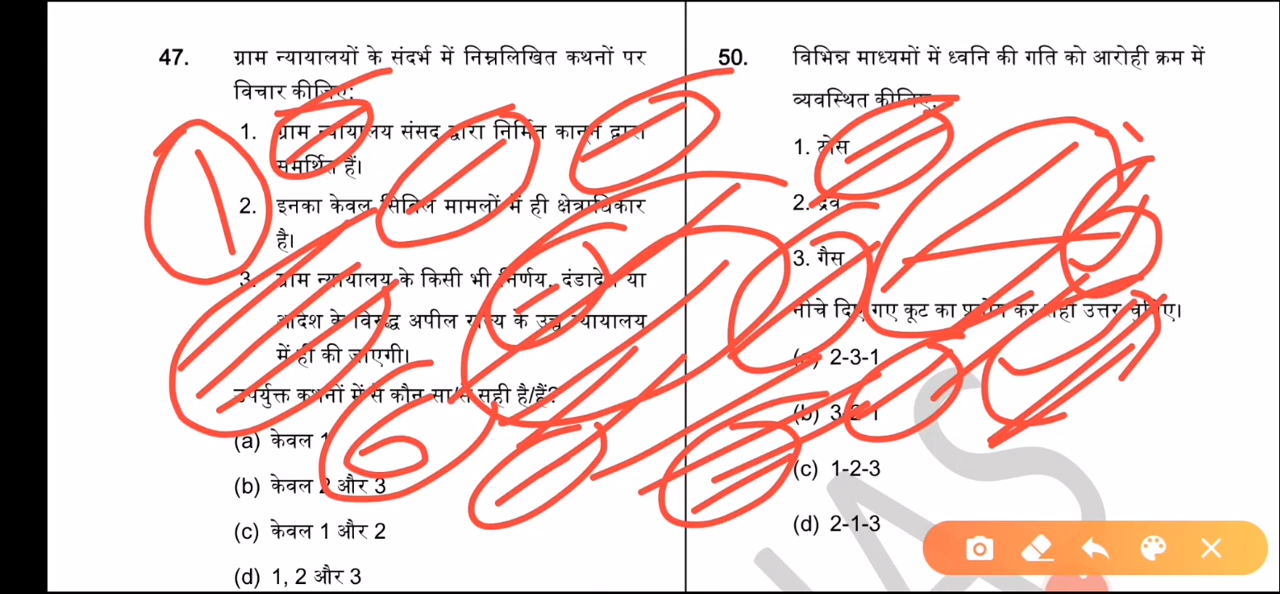 47. ग्राम न्यायालयों के संदर्भ में निम्नलिखित कथनों पर
विचार कीजिए:
1. ग्राम न्यायालय संसद द्वारा निर्मित कानून द्वारा
समर्थित हैं।
2. इनका केवल सिविल मामलों में ही क्षेत्राधिकार
है।
3. ग्राम न्यायालय के किसी भी निर्णय, दंडादेश या
आदेश के विरुद्ध अपील राज्य के उच्च न्यायालय
में ही की जाएगी।
उपर्युक्त कथनों में से कौन सा/से सही है/हैं?
(a) केवल 1
(b) केवल 2 और 3
(c) केवल 1 और 2
(d) 1, 2 और 3
50. विभिन्न माध्यमों में ध्वनि की गति को आरोही क्रम में
व्यवस्थित कीजिए:
1. ठोस
2. द्रव
3. गैस
नीचे दिए गए कूट का प्रयोग कर सही उत्तर चुनिए।
(a) 2-3-1
(b) 3-2-1
(c) 1-2-3
(d) 2-1-3